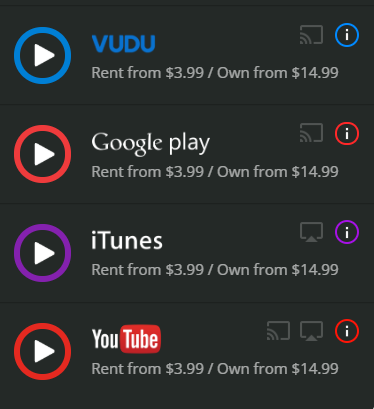 VUDU
Rent from $3.99 / Own from $14.99
Google play
Rent from $3.99 / Own from $14.99
iTunes
Rent from $3.99 / Own from $14.99
YouTube
Rent from $3.99 / Own from $14.99